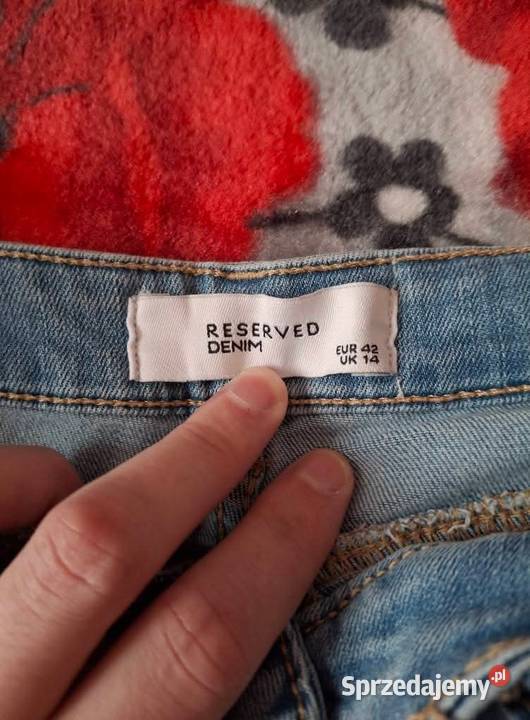 RESERVED
DENIM
EUR 42
UK 14
Sprzedajemy.pl